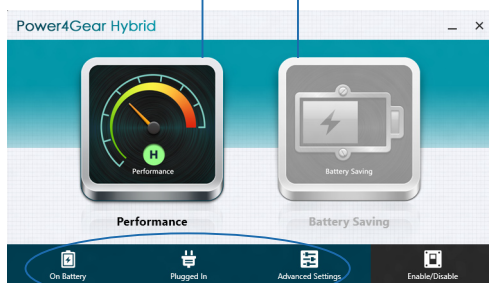 Power4Gear Hybrid
H
Performance
Battery Saving
Performance
Battery Saving
On Battery
Plugged In
Advanced Settings
Enable/Disable